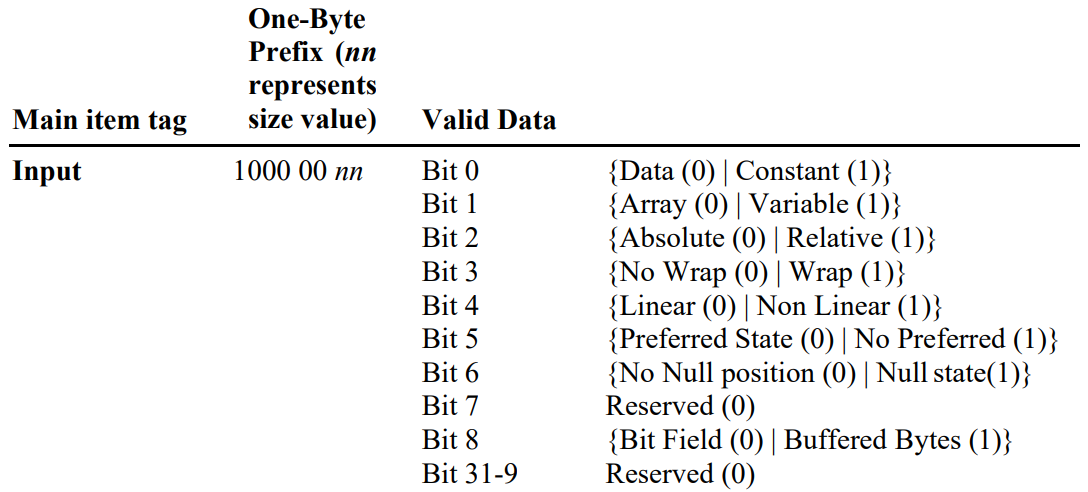 One-Byte
Prefix (nn
represents
Main item tag size value) Valid Data
Input 1000 00 nn Bit 0 {Data (0) | Constant (1)}
Bit 1 {Array (0) | Variable (1)}
Bit 2 {Absolute (0) | Relative (1)}
Bit 3 {No Wrap (0) | Wrap (1)}
Bit 4 {Linear (0) | Non Linear (1)}
Bit 5 {Preferred State (0) | No Preferred (1)}
Bit 6 {No Null position (0) | Null state(1)}
Bit 7 Reserved (0)
Bit 8 {Bit Field (0) | Buffered Bytes (1)}
Bit 31-9 Reserved (0)